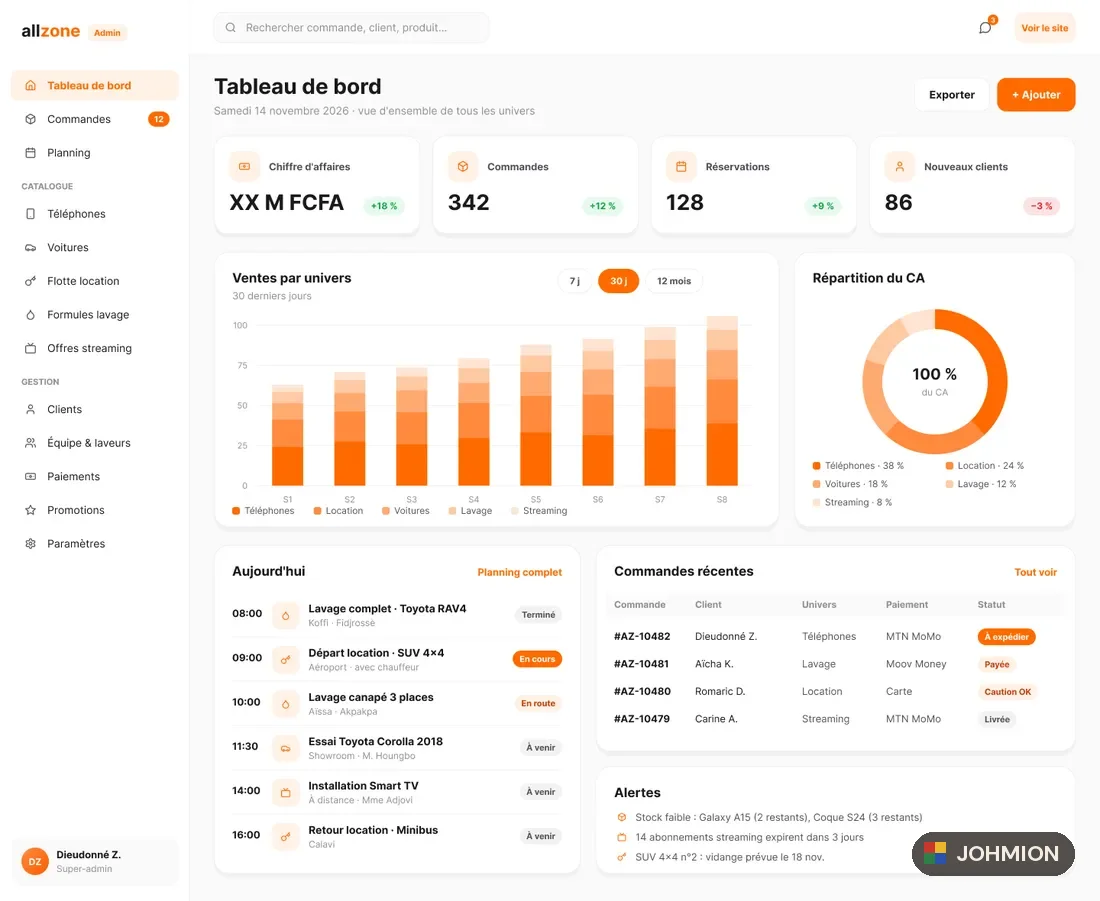 allzone Admin
Rechercher commande, client, produit...
3
Voir le site
Tableau de bord
Commandes 12
Planning
CATALOGUE
Téléphones
Voitures
Flotte location
Formules lavage
Offres streaming
GESTION
Clients
Équipe & laveurs
Paiements
Promotions
Paramètres
DZ
Dieudonné Z.
Super-admin
Tableau de bord
Samedi 14 novembre 2026 · vue d'ensemble de tous les univers
Exporter
+ Ajouter
Chiffre d'affaires
XX M FCFA +18 %
Commandes
342 +12 %
Réservations
128 +9 %
Nouveaux clients
86 −3 %
Ventes par univers
30 derniers jours
7 j 30 j 12 mois
100
75
50
25
0
S1 S2 S3 S4 S5 S6 S7 S8
Téléphones Location Voitures Lavage Streaming
Répartition du CA
100 %
du CA
Téléphones · 38 % Location · 24 %
Voitures · 18 % Lavage · 12 %
Streaming · 8 %
Aujourd'hui Planning complet
08:00 Lavage complet · Toyota RAV4 Terminé
Koffi · Fidjrossè
09:00 Départ location · SUV 4×4 En cours
Aéroport · avec chauffeur
10:00 Lavage canapé 3 places En route
Aïssa · Akpakpa
11:30 Essai Toyota Corolla 2018 À venir
Showroom · M. Houngbo
14:00 Installation Smart TV À venir
À distance · Mme Adjovi
16:00 Retour location · Minibus À venir
Calavi
Commandes récentes Tout voir
Commande Client Univers Paiement Statut
#AZ-10482 Dieudonné Z. Téléphones MTN MoMo À expédier
#AZ-10481 Aïcha K. Lavage Moov Money Payée
#AZ-10480 Romaric D. Location Carte Caution OK
#AZ-10479 Carine A. Streaming MTN MoMo Livrée
Alertes
Stock faible : Galaxy A15 (2 restants), Coque S24 (3 restants)
14 abonnements streaming expirent dans 3 jours
SUV 4×4 n°2 : vidange prévue le 18 nov.
JOHMION